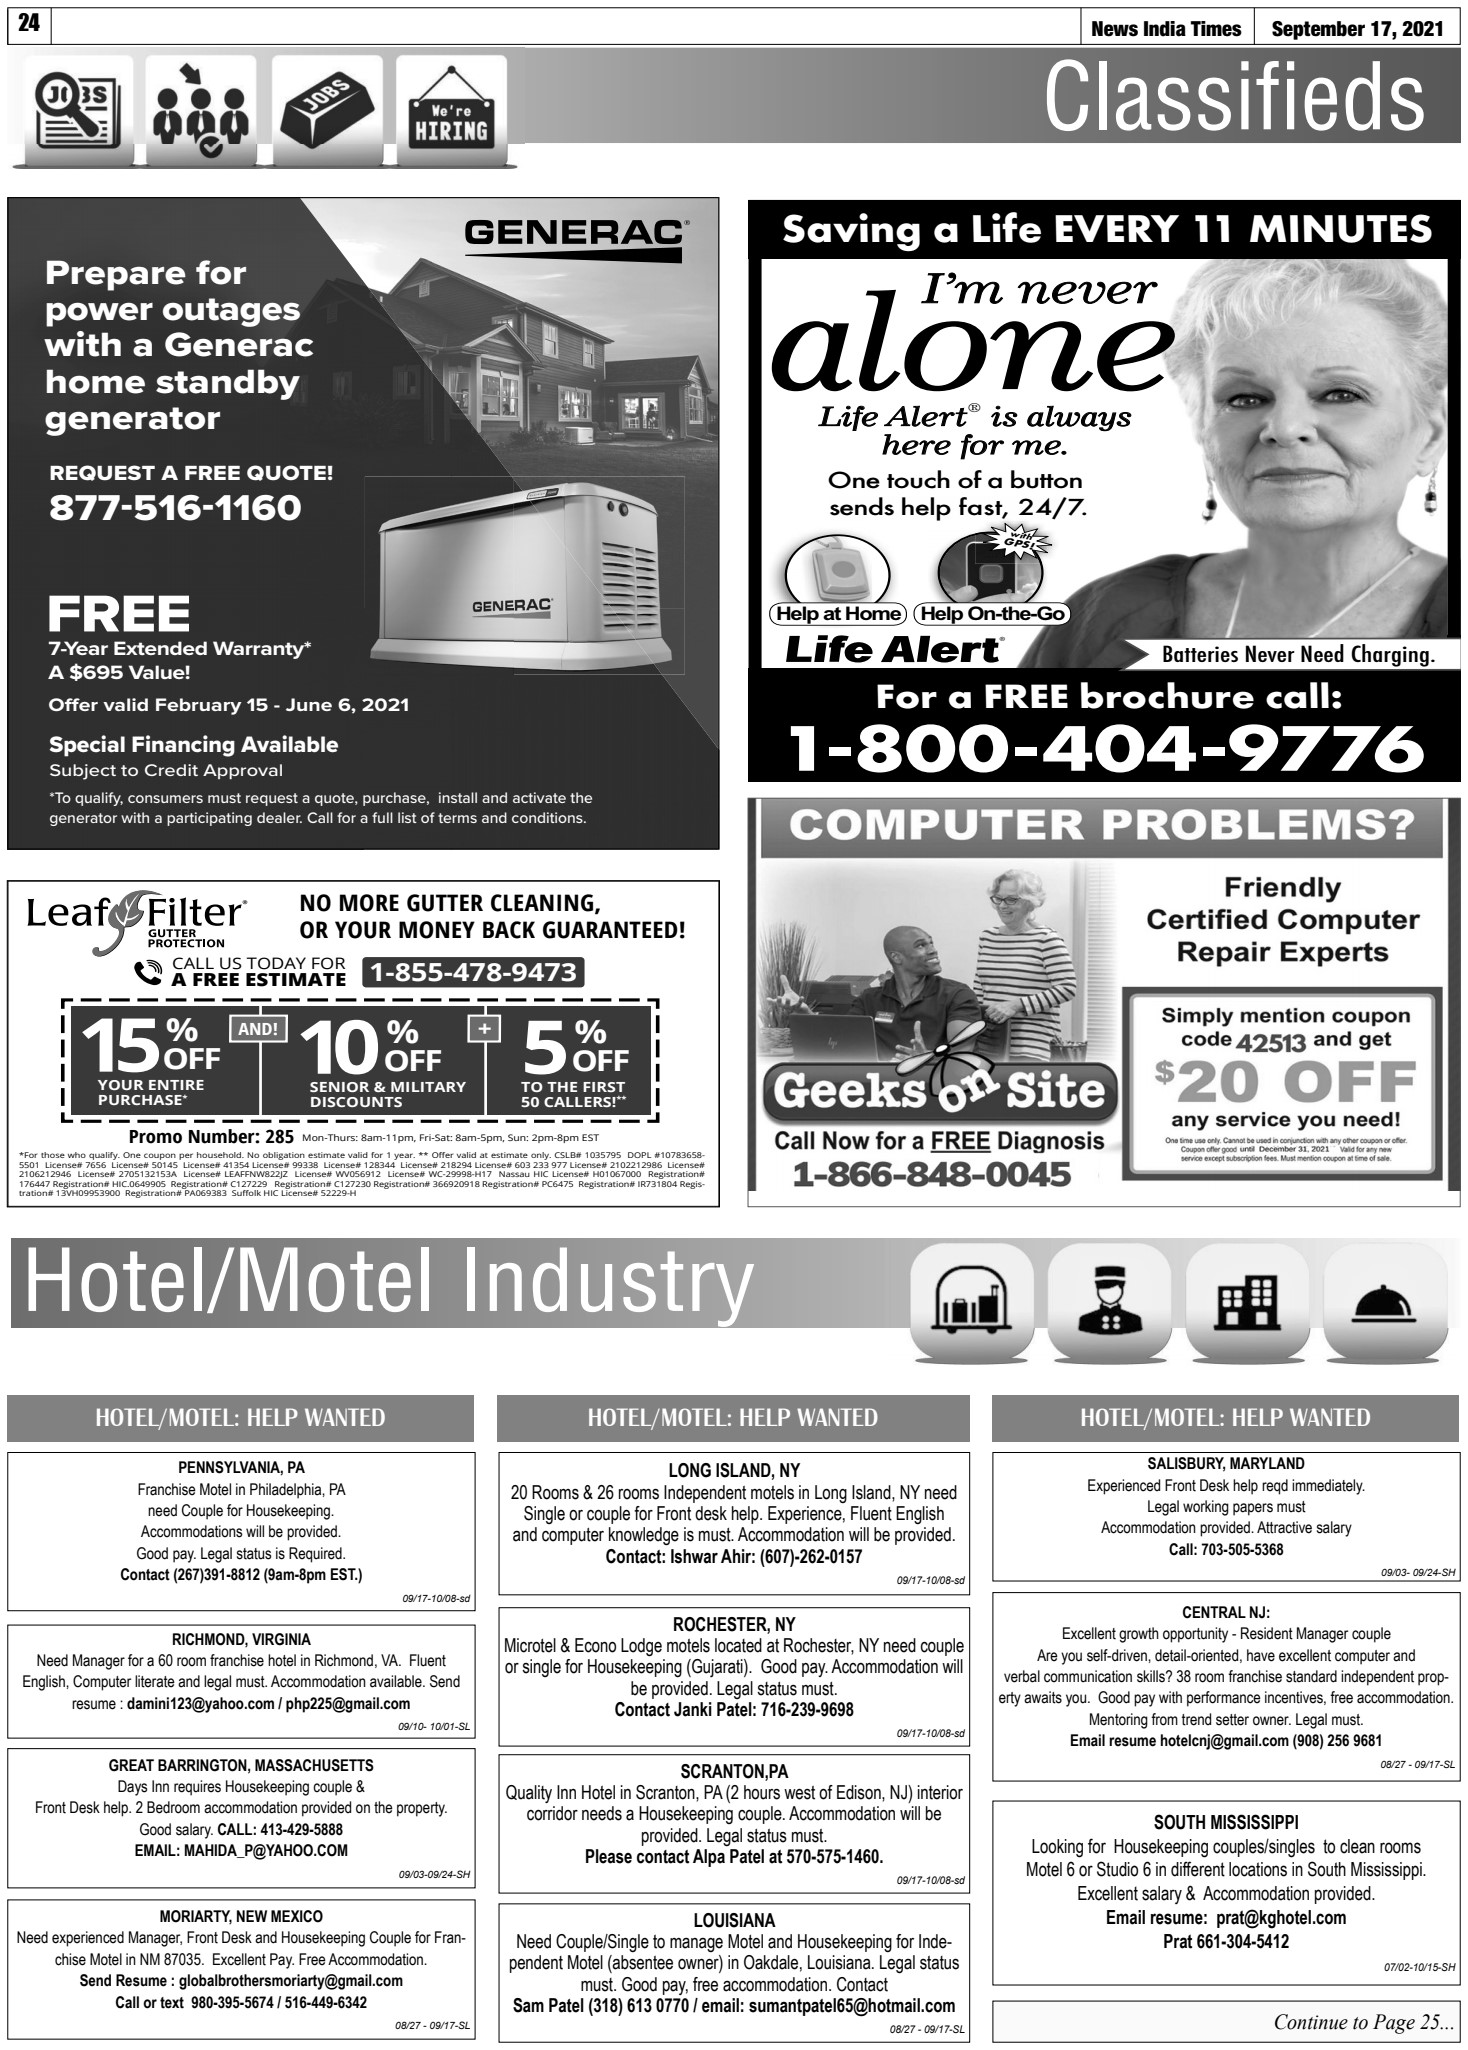 24
News India Times
September 17, 2021
JOBS
JOBS
We're
HIRING
Classifieds
GENERAC®
Prepare for
power outages
with a Generac
home standby
generator
REQUEST A FREE QUOTE!
877-516-1160
GENERAC
FREE
7-Year Extended Warranty*
A $695 Value!
Offer valid February 15 - June 6, 2021
Special Financing Available
Subject to Credit Approval
*To qualify, consumers must request a quote, purchase, install and activate the
generator with a participating dealer. Call for a full list of terms and conditions.
LeafFilter®
GUTTER
PROTECTION
NO MORE GUTTER CLEANING,
OR YOUR MONEY BACK GUARANTEED!
CALL US TODAY FOR
A FREE ESTIMATE
1-855-478-9473
15% OFF
YOUR ENTIRE
PURCHASE*
AND!
10% OFF
SENIOR & MILITARY
DISCOUNTS
+
5% OFF
TO THE FIRST
50 CALLERS!**
Promo Number: 285 Mon-Thurs: 8am-11pm, Fri-Sat: 8am-5pm, Sun: 2pm-8pm EST
*For those who qualify. One coupon per household. No obligation estimate valid for 1 year. ** Offer valid at estimate only. CSLB# 1035795 DOPL #10783658-
5501 License# 7656 License# 50145 License# 41354 License# 99338 License# 128344 License# 218294 License# 603 233 977 License# 2102212986 License#
2106212946 License# 2705132153A License# LEAFFNW822JZ License# WV056912 License# WC-29998-H17 Nassau HIC License# H01067000 Registration#
176447 Registration# HIC.0649905 Registration# C127229 Registration# C127230 Registration# 366920918 Registration# PC6475 Registration# IR731804 Regis-
tration# 13VH09953900 Registration# PA069383 Suffolk HIC License# 52229-H
Saving a Life EVERY 11 MINUTES
I'm never
alone
Life Alert® is always
here for me.
One touch of a button
sends help fast, 24/7.
with
GPS!
Help at Home
Help On-the-Go
Life Alert®
Batteries Never Need Charging.
For a FREE brochure call:
1-800-404-9776
COMPUTER PROBLEMS?
Friendly
Certified Computer
Repair Experts
Geeks on Site
Call Now for a FREE Diagnosis
1-866-848-0045
Simply mention coupon
code 42513 and get
$20 OFF
any service you need!
One time use only. Cannot be used in conjunction with any other coupon or offer.
Coupon offer good until December 31, 2021 Valid for any new
service except subscription fees. Must mention coupon at time of sale.
Hotel/Motel Industry
HOTEL/MOTEL: HELP WANTED
PENNSYLVANIA, PA
Franchise Motel in Philadelphia, PA
need Couple for Housekeeping.
Accommodations will be provided.
Good pay. Legal status is Required.
Contact (267)391-8812 (9am-8pm EST.)
09/17-10/08-sd
RICHMOND, VIRGINIA
Need Manager for a 60 room franchise hotel in Richmond, VA. Fluent
English, Computer literate and legal must. Accommodation available. Send
resume : damini123@yahoo.com / php225@gmail.com
09/10- 10/01-SL
GREAT BARRINGTON, MASSACHUSETTS
Days Inn requires Housekeeping couple &
Front Desk help. 2 Bedroom accommodation provided on the property.
Good salary. CALL: 413-429-5888
EMAIL: MAHIDA_P@YAHOO.COM
09/03-09/24-SH
MORIARTY, NEW MEXICO
Need experienced Manager, Front Desk and Housekeeping Couple for Fran-
chise Motel in NM 87035. Excellent Pay. Free Accommodation.
Send Resume : globalbrothersmoriarty@gmail.com
Call or text 980-395-5674 / 516-449-6342
08/27 - 09/17-SL
HOTEL/MOTEL: HELP WANTED
LONG ISLAND, NY
20 Rooms & 26 rooms Independent motels in Long Island, NY need
Single or couple for Front desk help. Experience, Fluent English
and computer knowledge is must. Accommodation will be provided.
Contact: Ishwar Ahir: (607)-262-0157
09/17-10/08-sd
ROCHESTER, NY
Microtel & Econo Lodge motels located at Rochester, NY need couple
or single for Housekeeping (Gujarati). Good pay. Accommodation will
be provided. Legal status must.
Contact Janki Patel: 716-239-9698
09/17-10/08-sd
SCRANTON,PA
Quality Inn Hotel in Scranton, PA (2 hours west of Edison, NJ) interior
corridor needs a Housekeeping couple. Accommodation will be
provided. Legal status must.
Please contact Alpa Patel at 570-575-1460.
09/17-10/08-sd
LOUISIANA
Need Couple/Single to manage Motel and Housekeeping for Inde-
pendent Motel (absentee owner) in Oakdale, Louisiana. Legal status
must. Good pay, free accommodation. Contact
Sam Patel (318) 613 0770 / email: sumantpatel65@hotmail.com
08/27 - 09/17-SL
HOTEL/MOTEL: HELP WANTED
SALISBURY, MARYLAND
Experienced Front Desk help reqd immediately.
Legal working papers must
Accommodation provided. Attractive salary
Call: 703-505-5368
09/03- 09/24-SH
CENTRAL NJ:
Excellent growth opportunity - Resident Manager couple
Are you self-driven, detail-oriented, have excellent computer and
verbal communication skills? 38 room franchise standard independent prop-
erty awaits you. Good pay with performance incentives, free accommodation.
Mentoring from trend setter owner. Legal must.
Email resume hotelcnj@gmail.com (908) 256 9681
08/27 - 09/17-SL
SOUTH MISSISSIPPI
Looking for Housekeeping couples/singles to clean rooms
Motel 6 or Studio 6 in different locations in South Mississippi.
Excellent salary & Accommodation provided.
Email resume: prat@kghotel.com
Prat 661-304-5412
07/02-10/15-SH
Continue to Page 25...